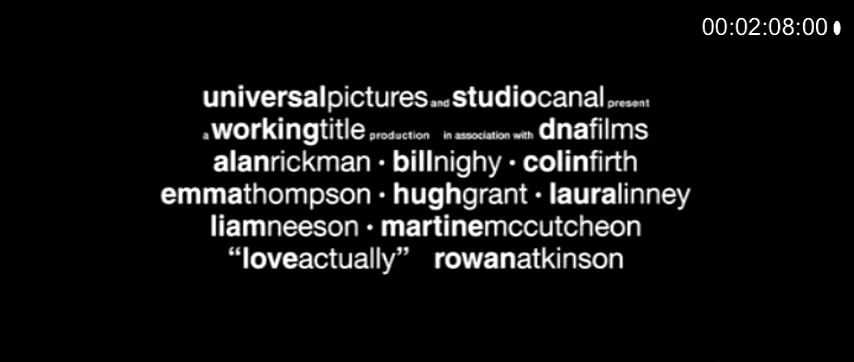 00:02:08:00
universalpictures and studiocanal present
a workingtitle production in association with dnafilms
alanrickman • billnighy • colinfirth
emmathompson • hughgrant • lauralinney
liamneeson • martinemccutcheon
“loveactually” rowanatkinson